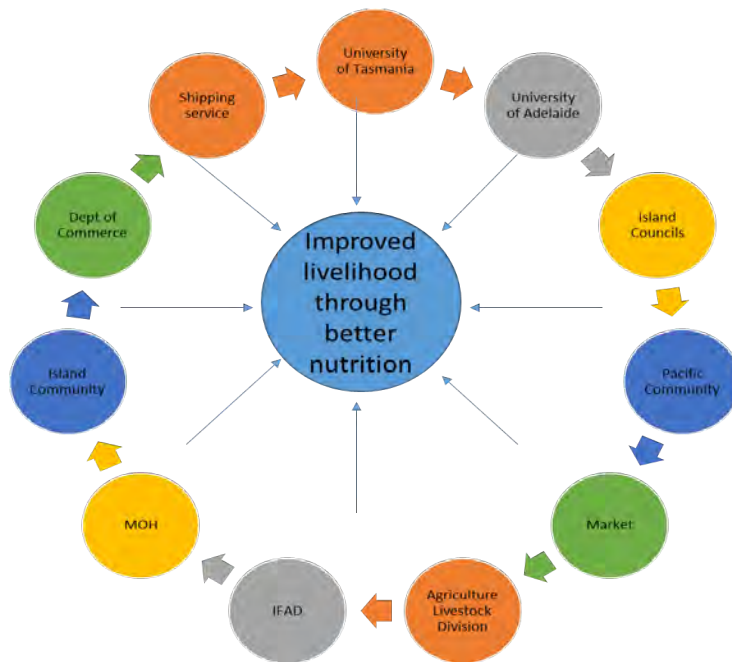 University
of Tasmania
Shipping
service
University
of Adelaide
Dept of
Commerce
Island
Councils
Improved
livelihood
through
better
nutrition
Island
Community
Pacific
Community
MOH
Market
IFAD
Agriculture
Livestock
Division